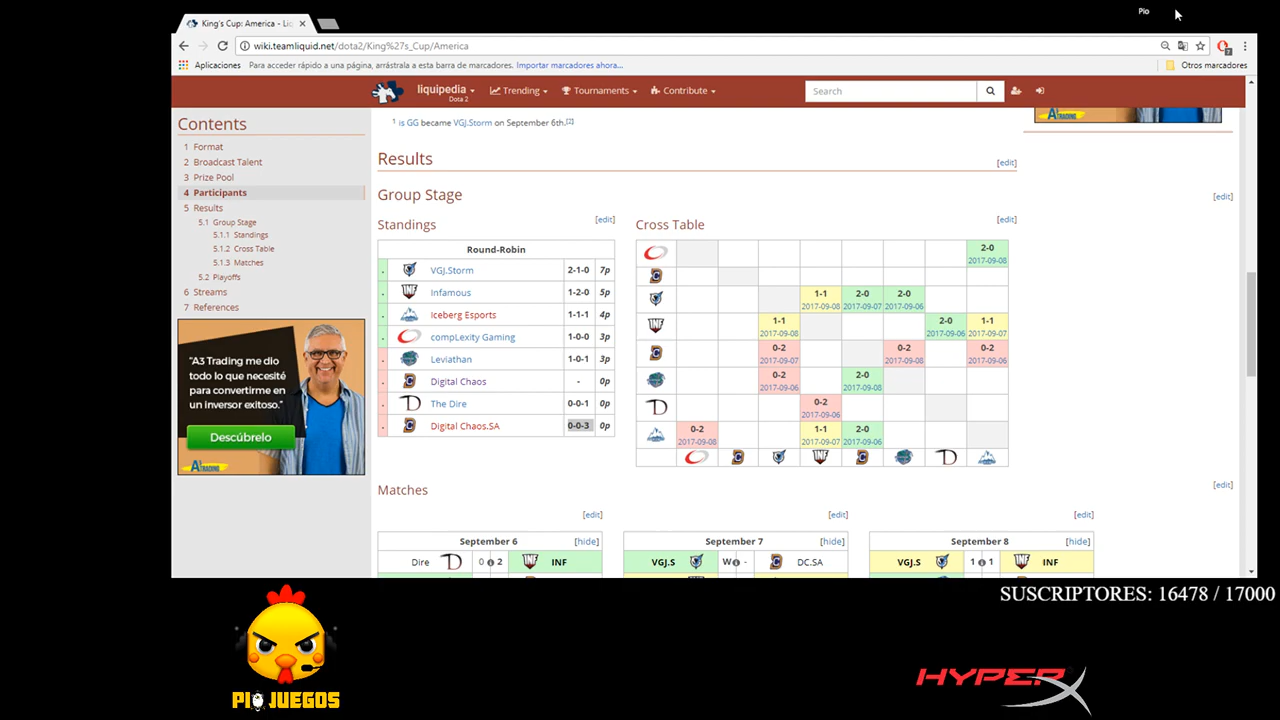 Pio
King's Cup: America - Li
wiki.teamliquid.net/dota2/King%27s_Cup/America
Aplicaciones Para acceder rápido a una página, arrástrala a esta barra de marcadores. Importar marcadores ahora... Otros marcadores
liquipedia Dota 2 Trending Tournaments Contribute Search
Contents
1 Format
2 Broadcast Talent
3 Prize Pool
4 Participants
5 Results
5.1 Group Stage
5.1.1 Standings
5.1.2 Cross Table
5.1.3 Matches
5.2 Playoffs
6 Streams
7 References
"A3 Trading me dio
todo lo que necesité
para convertirme en
un inversor exitoso."
Descúbrelo
TRADING
1 is GG became VGJ.Storm on September 6th.[2]
TRADING
Results [edit]
Group Stage [edit]
Standings [edit]
Round-Robin
. VGJ.Storm 2-1-0 7p
. Infamous 1-2-0 5p
. Iceberg Esports 1-1-1 4p
. compLexity Gaming 1-0-0 3p
. Leviathan 1-0-1 3p
. Digital Chaos - 0p
. The Dire 0-0-1 0p
. Digital Chaos.SA 0-0-3 0p
Cross Table [edit]
2-0
2017-09-08
1-1 2-0 2-0
2017-09-08 2017-09-07 2017-09-06
1-1 2-0 1-1
2017-09-08 2017-09-06 2017-09-07
0-2 0-2 0-2
2017-09-07 2017-09-08 2017-09-06
0-2 2-0
2017-09-06 2017-09-08
0-2
2017-09-06
0-2 1-1 2-0
2017-09-08 2017-09-07 2017-09-06
Matches [edit]
[edit] [edit] [edit]
September 6 [hide] September 7 [hide] September 8 [hide]
Dire 0 2 INF VGJ.S W - DC.SA VGJ.S 1 1 INF
SUSCRIPTORES: 16478 / 17000
PIOJUEGOS
HYPERX